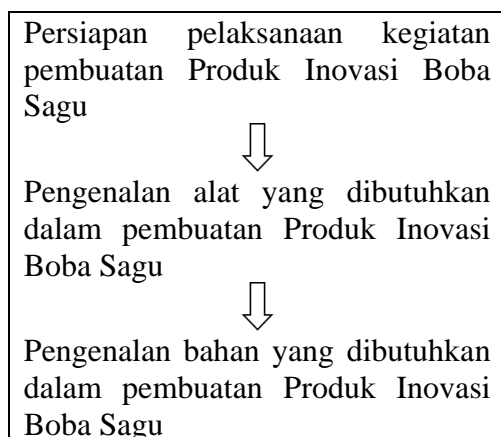 Persiapan pelaksanaan kegiatan
pembuatan Produk Inovasi Boba
Sagu
Pengenalan alat yang dibutuhkan
dalam pembuatan Produk Inovasi
Boba Sagu
Pengenalan bahan yang dibutuhkan
dalam pembuatan Produk Inovasi
Boba Sagu